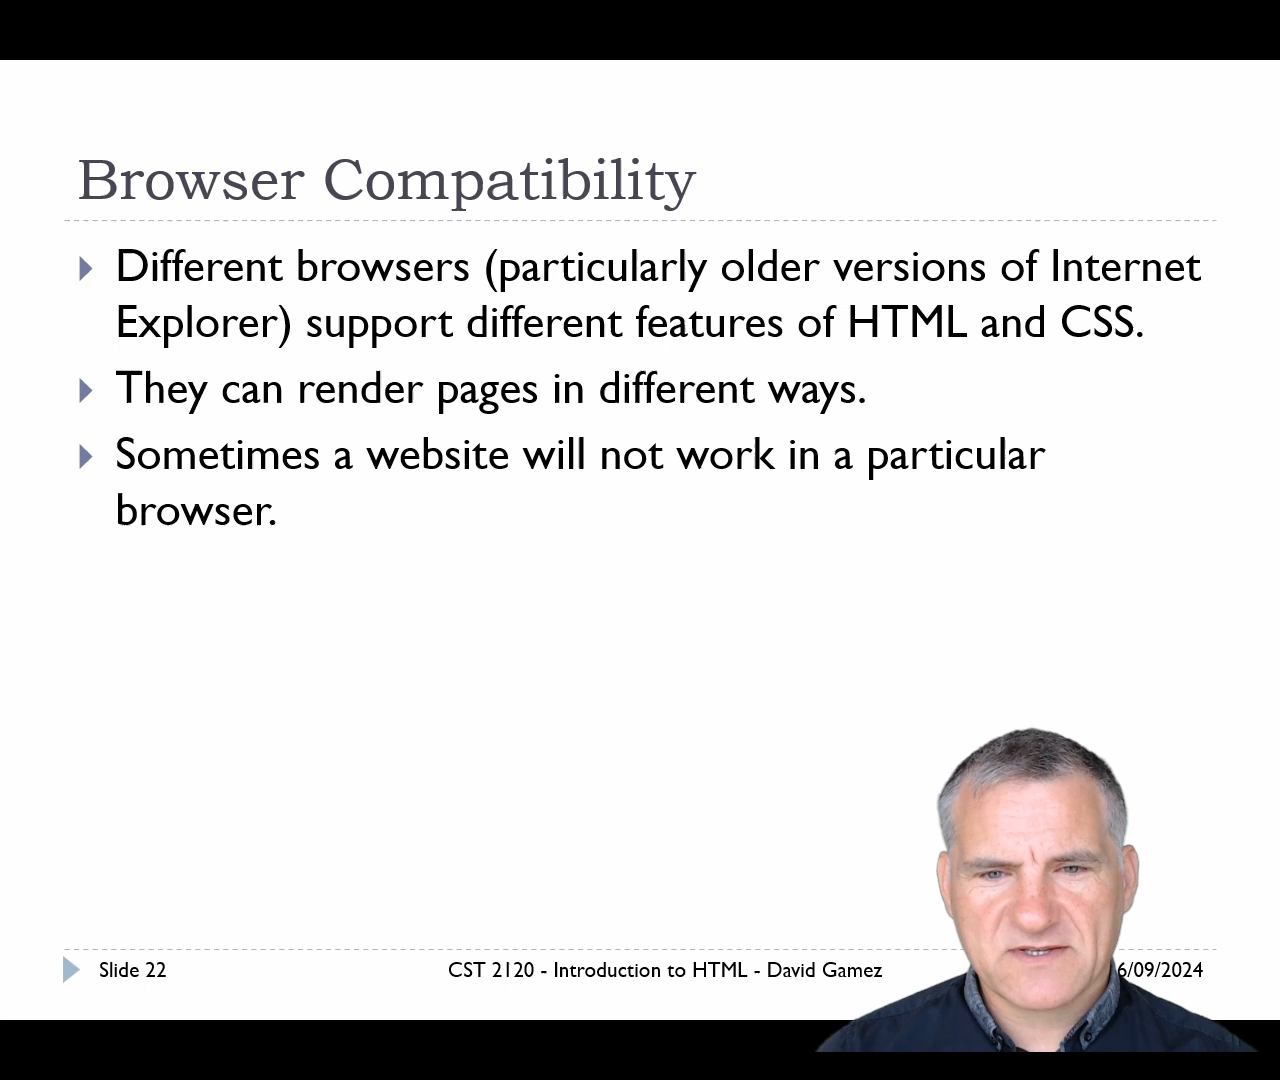 Browser Compatibility
Different browsers (particularly older versions of Internet
Explorer) support different features of HTML and CSS.
They can render pages in different ways.
Sometimes a website will not work in a particular
browser.
Slide 22
CST 2120 - Introduction to HTML - David Gamez
6/09/2024